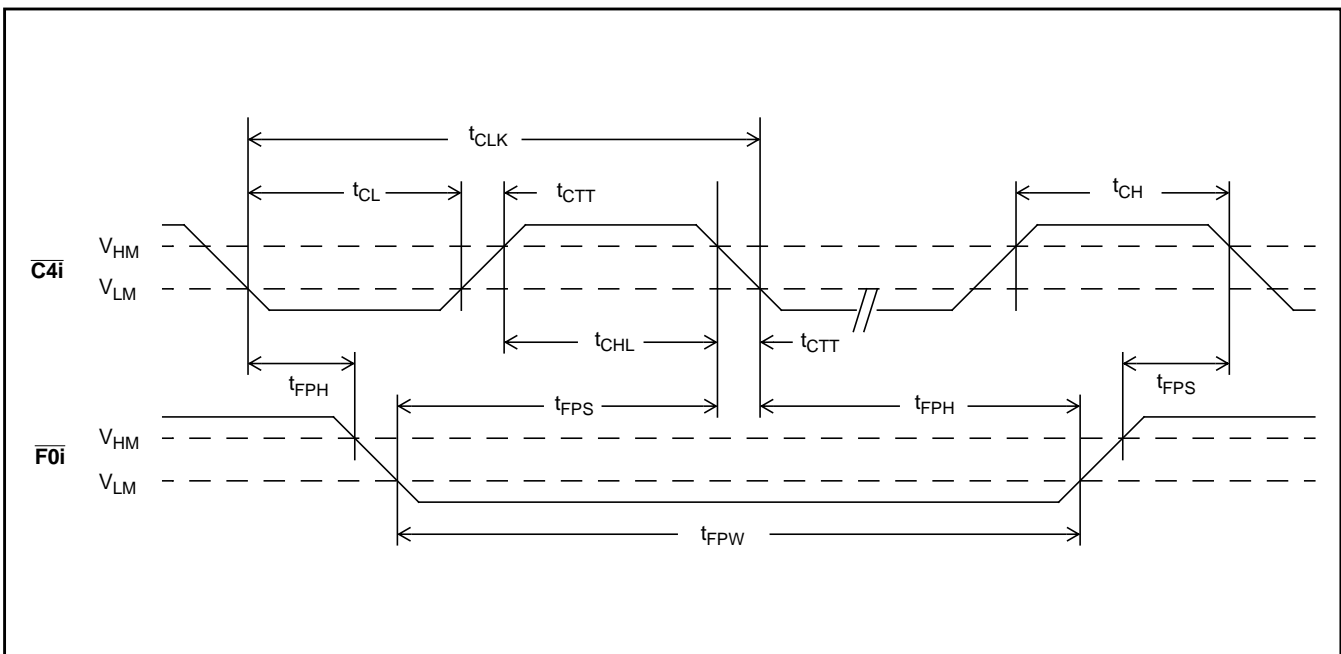 tCLK
tCL tCTT tCH
VHM
C4i
VLM
tCHL tCTT
tFPH tFPS
tFPS tFPH
VHM
F0i
VLM
tFPW